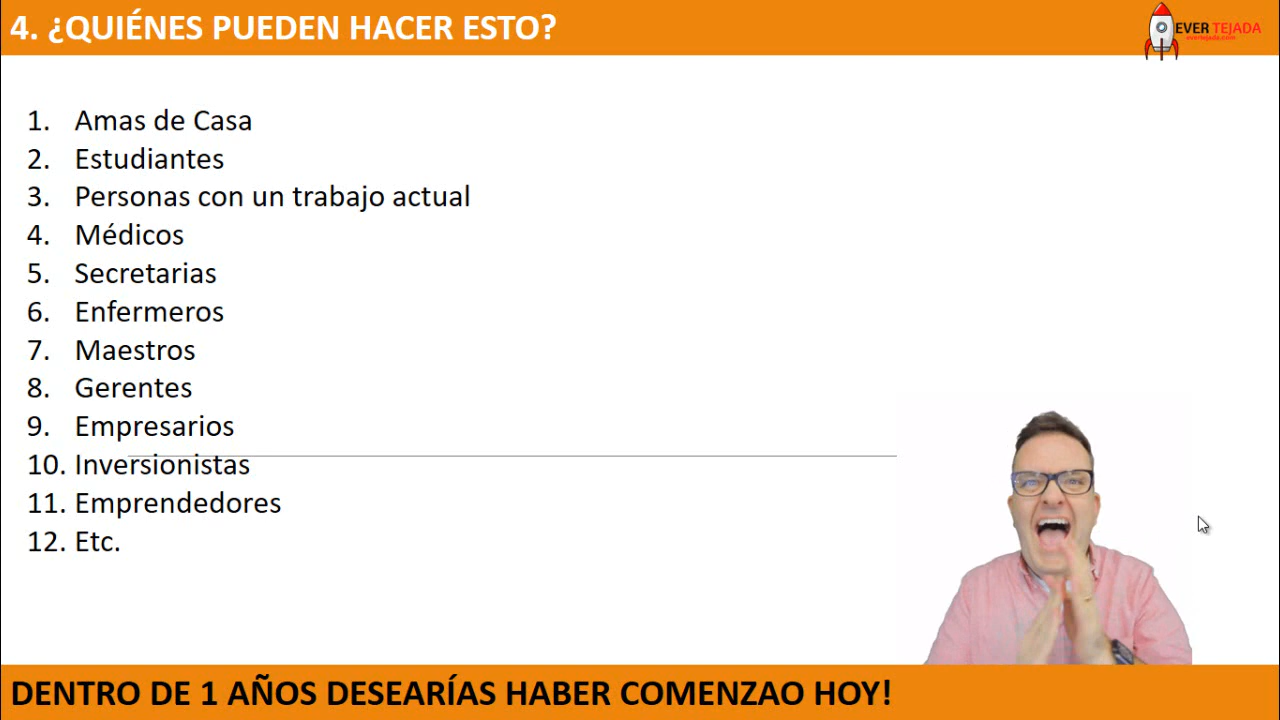 4. ¿QUIÉNES PUEDEN HACER ESTO?
EVER TEJADA
evertejada.com
1. Amas de Casa
2. Estudiantes
3. Personas con un trabajo actual
4. Médicos
5. Secretarias
6. Enfermeros
7. Maestros
8. Gerentes
9. Empresarios
10. Inversionistas
11. Emprendedores
12. Etc.
DENTRO DE 1 AÑOS DESEARÍAS HABER COMENZAO HOY!